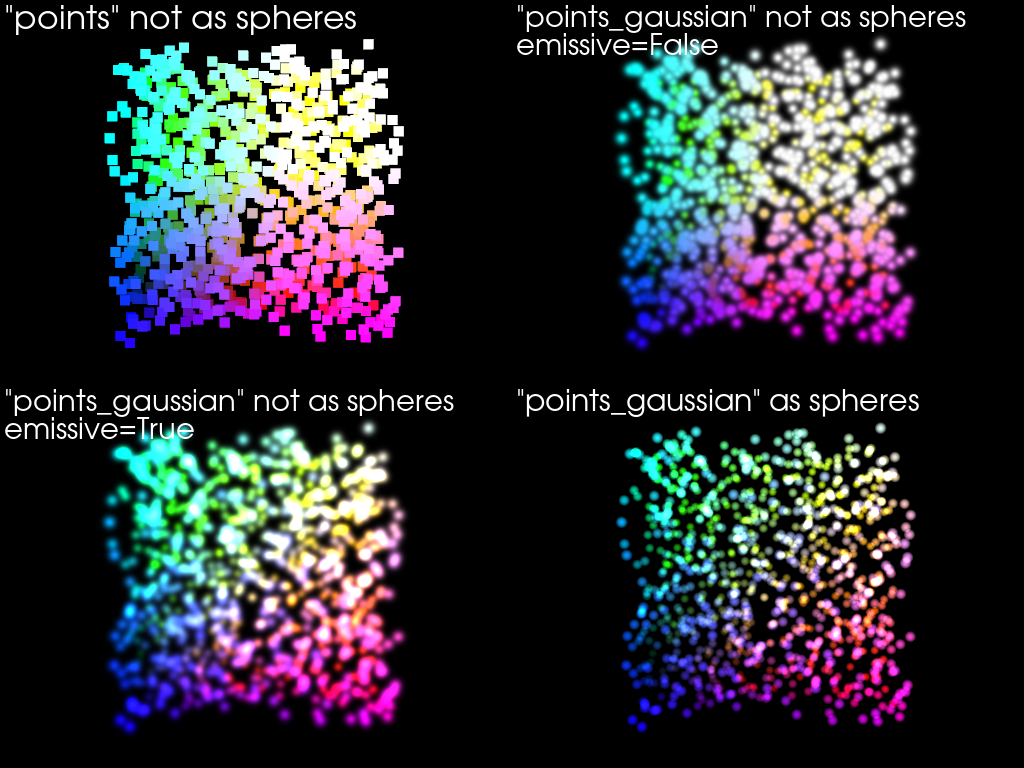 "points" not as spheres
"points_gaussian" not as spheres
emissive=False
"points_gaussian" not as spheres
emissive=True
"points_gaussian" as spheres